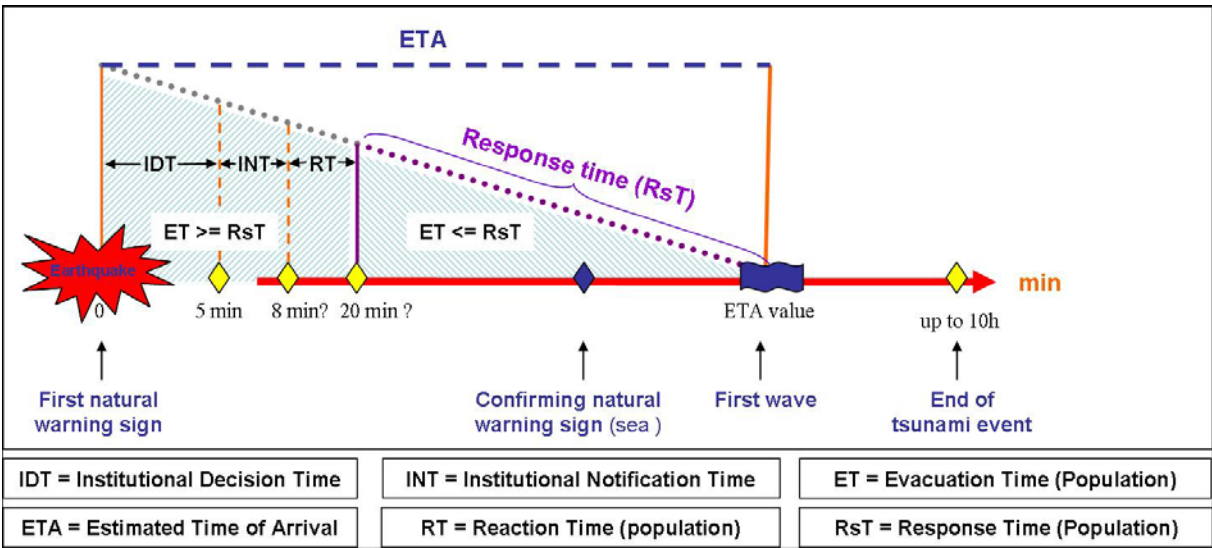 ETA
Response time (RsT)
IDT
INT
RT
ET >= RsT
ET <= RsT
Earthquake
min
0
5 min
8 min?
20 min ?
ETA value
up to 10h
First natural
warning sign
Confirming natural
warning sign (sea )
First wave
End of
tsunami event
IDT = Institutional Decision Time
INT = Institutional Notification Time
ET = Evacuation Time (Population)
ETA = Estimated Time of Arrival
RT = Reaction Time (population)
RsT = Response Time (Population)